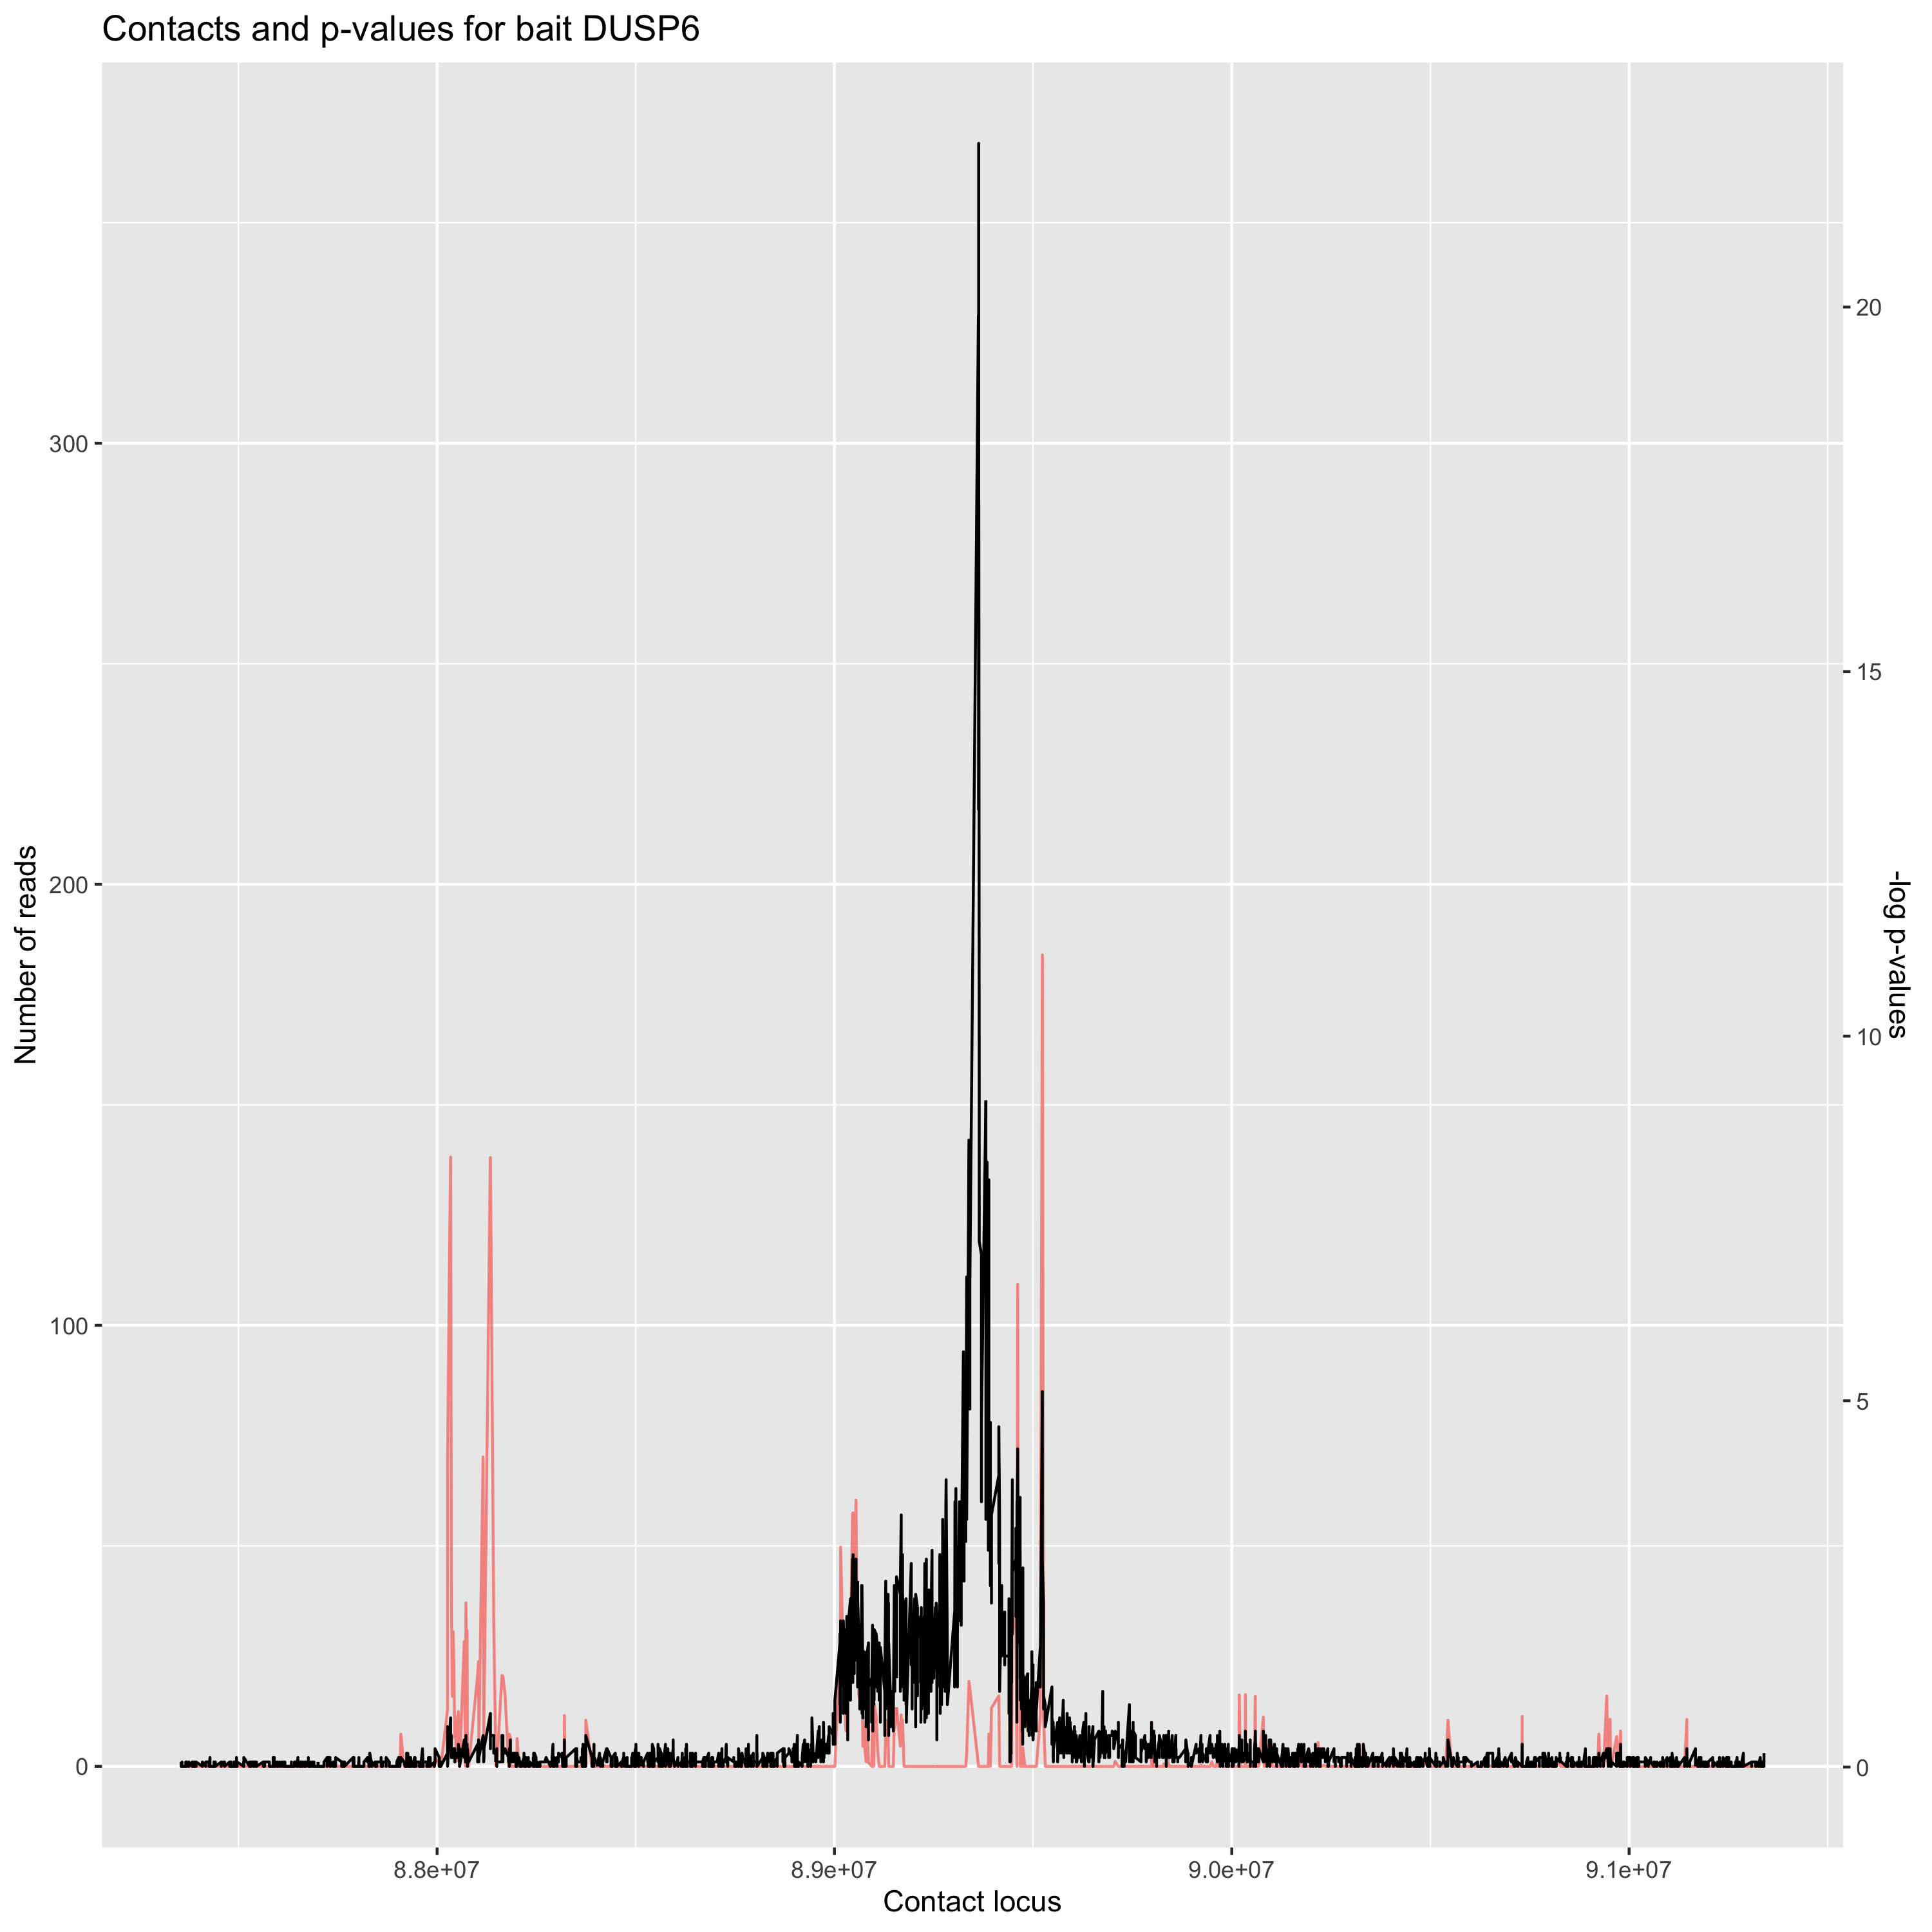 Contacts and p-values for bait DUSP6
Number of reads
300
200
100
0
-log p-values
20
15
10
5
0
8.8e+07
8.9e+07
9.0e+07
9.1e+07
Contact locus